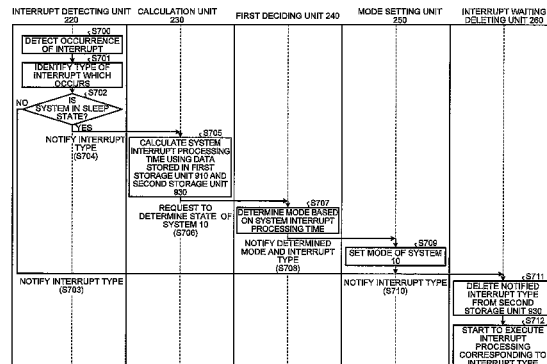 INTERRUPT DETECTING UNIT
220
CALCULATION UNIT
230
FIRST DECIDING UNIT 240
MODE SETTING UNIT
250
INTERRUPT WAITING
DELETING UNIT 260
S700
DETECT OCCURRENCE
OF INTERRUPT
S701
IDENTIFY TYPE OF
INTERRUPT WHICH
OCCURS
S702
IS
SYSTEM IN SLEEP
STATE?
NO
YES
NOTIFY INTERRUPT
TYPE
(S704)
S705
CALCULATE SYSTEM
INTERRUPT PROCESSING
TIME USING DATA
STORED IN FIRST
STORAGE UNIT 910 AND
SECOND STORAGE UNIT
930
REQUEST TO
DETERMINE STATE OF
SYSTEM 10
(S706)
S707
DETERMINE MODE BASED
ON SYSTEM INTERRUPT
PROCESSING TIME
NOTIFY DETERMINED
MODE AND INTERRUPT
TYPE
(S708)
S709
SET MODE OF SYSTEM
10
NOTIFY INTERRUPT TYPE
(S703)
NOTIFY INTERRUPT TYPE
(S710)
S711
DELETE NOTIFIED
INTERRUPT TYPE
FROM SECOND
STORAGE UNIT 930
S712
START TO EXECUTE
INTERRUPT
PROCESSING
CORRESPONDING TO
INTERRUPT TYPE